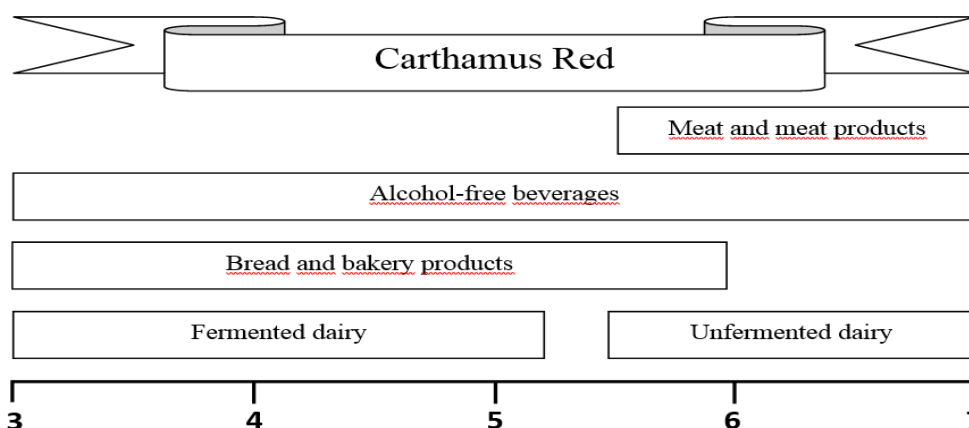 Carthamus Red
Meat and meat products
Alcohol-free beverages
Bread and bakery products
Fermented dairy Unfermented dairy
3 4 5 6